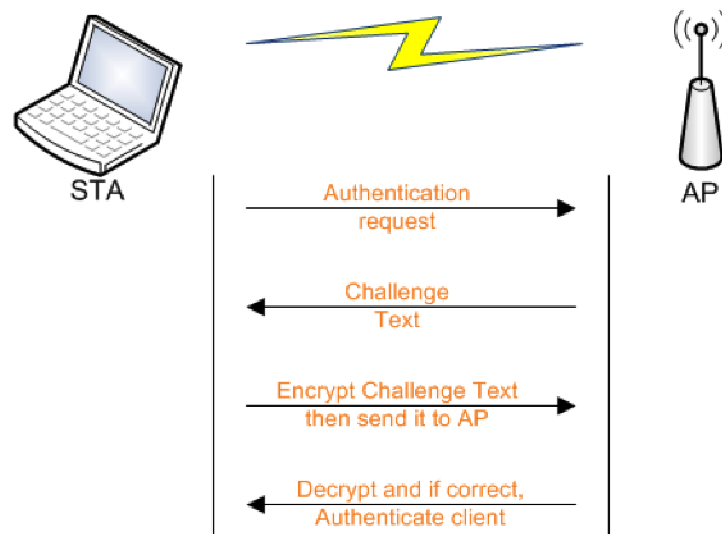 STA
AP
Authentication
request
Challenge
Text
Encrypt Challenge Text
then send it to AP
Decrypt and if correct,
Authenticate client